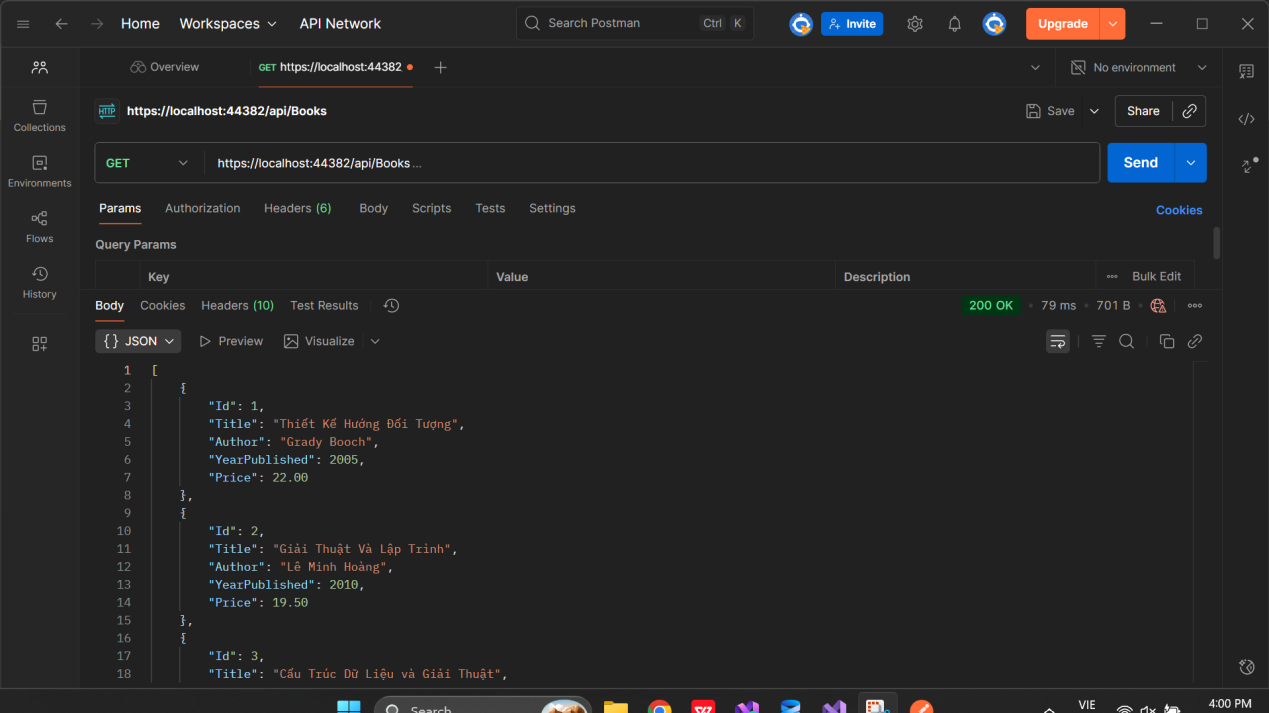 Home Workspaces API Network Search Postman Ctrl K Invite Upgrade
Overview GET https://localhost:44382 No environment
HTTP https://localhost:44382/api/Books Save Share
Collections
GET https://localhost:44382/api/Books ... Send
Environments
Params Authorization Headers (6) Body Scripts Tests Settings Cookies
Flows
Query Params
Key Value Description Bulk Edit
History
Body Cookies Headers (10) Test Results 200 OK • 79 ms • 701 B
{} JSON Preview Visualize
1 [
2 {
3 "Id": 1,
4 "Title": "Thiết Kế Hướng Đối Tượng",
5 "Author": "Grady Booch",
6 "YearPublished": 2005,
7 "Price": 22.00
8 },
9 {
10 "Id": 2,
11 "Title": "Giải Thuật Và Lập Trình",
12 "Author": "Lê Minh Hoàng",
13 "YearPublished": 2010,
14 "Price": 19.50
15 },
16 {
17 "Id": 3,
18 "Title": "Cấu Trúc Dữ Liệu và Giải Thuật",
Search VIE 4:00 PM